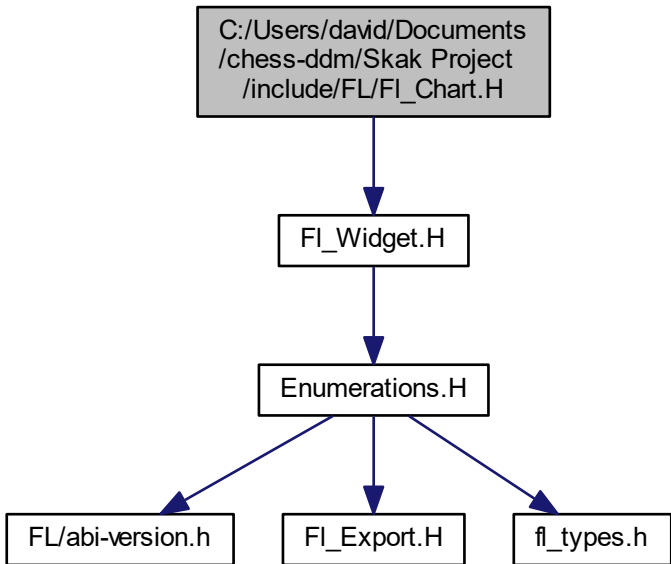 C:/Users/david/Documents
/chess-ddm/Skak Project
/include/FL/Fl_Chart.H
Fl_Widget.H
Enumerations.H
FL/abi-version.h
Fl_Export.H
fl_types.h